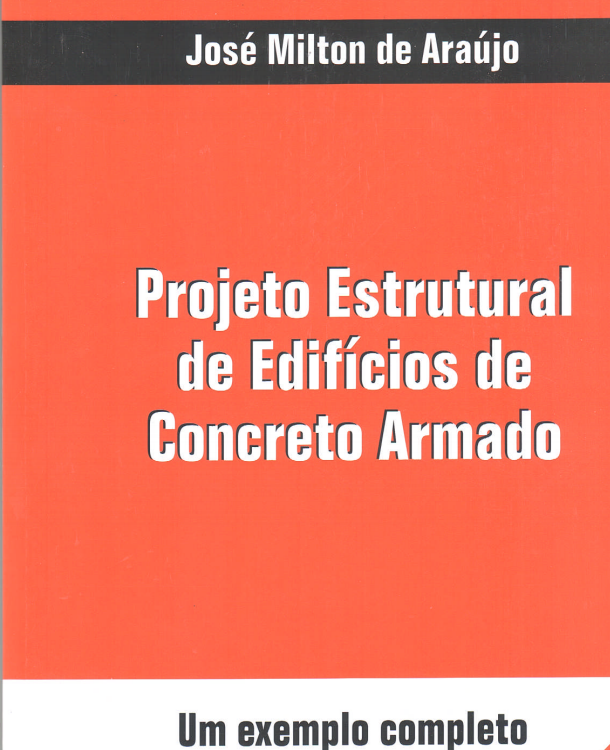 José Milton de Araújo
Projeto Estrutural
de Edifícios de
Concreto Armado
Um exemplo completo